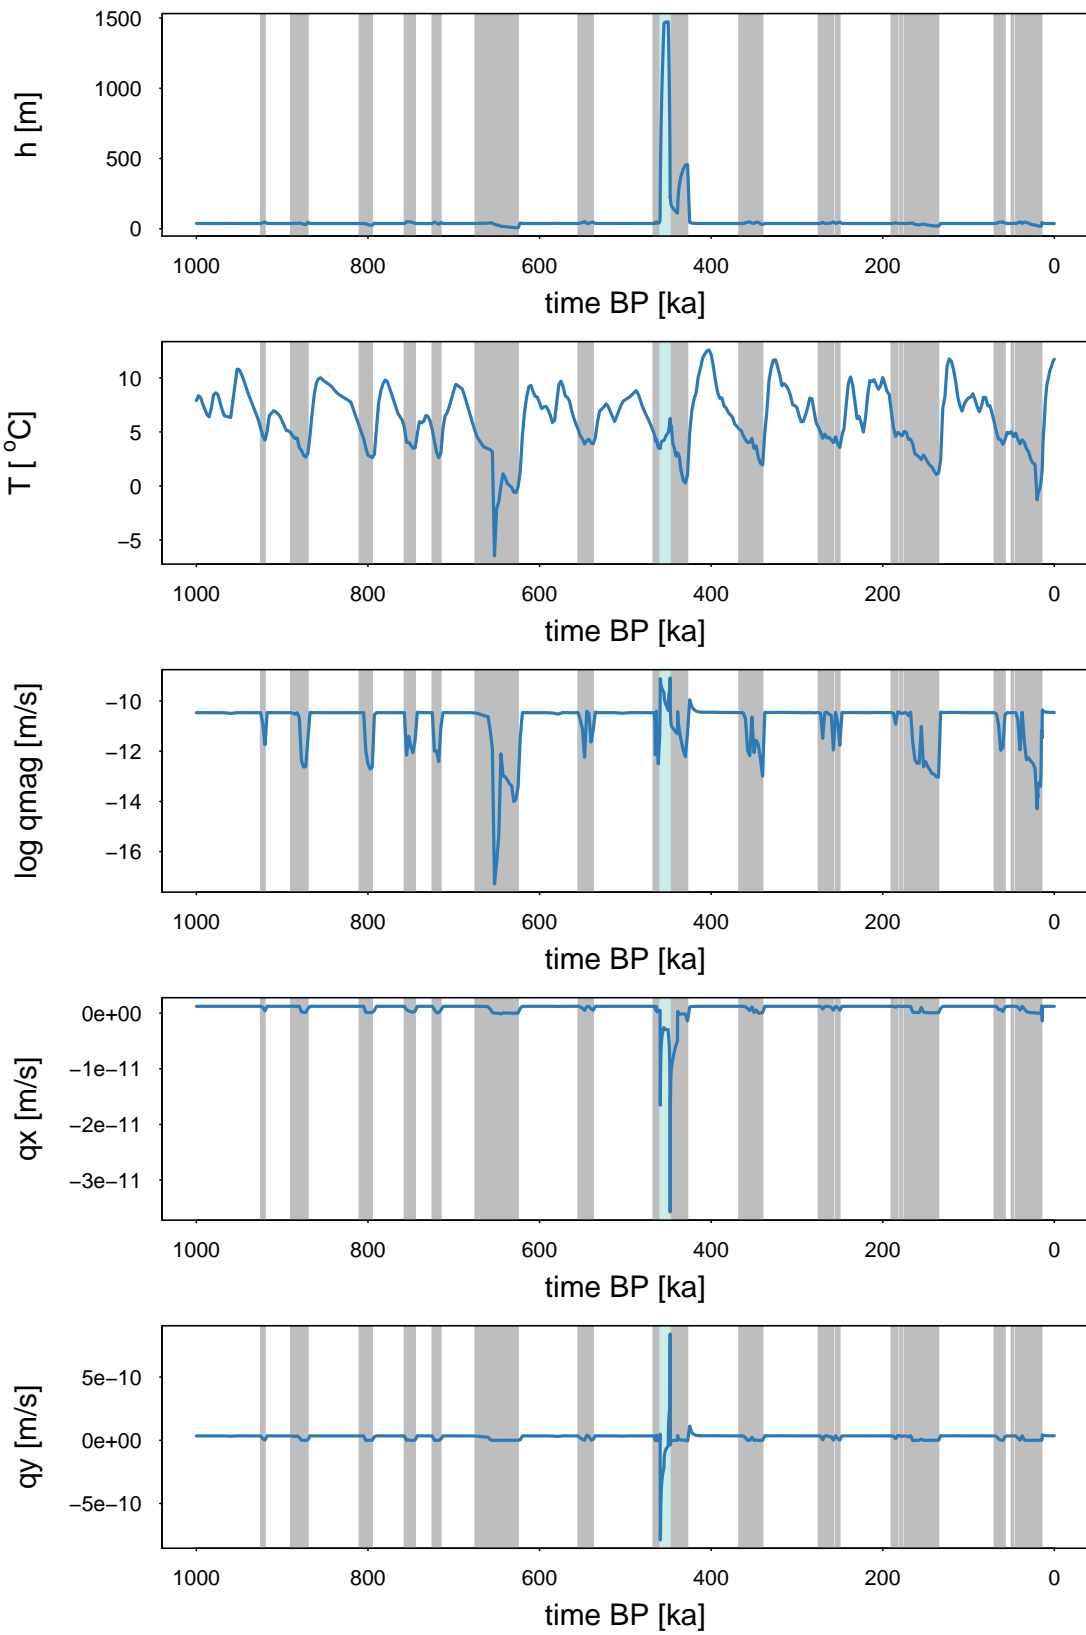 h [m]
1500
1000
500
0
1000 800 600 400 200 0
time BP [ka]
T [ °C]
10
5
0
−5
1000 800 600 400 200 0
time BP [ka]
log qmag [m/s]
−10
−12
−14
−16
1000 800 600 400 200 0
time BP [ka]
qx [m/s]
0e+00
−1e−11
−2e−11
−3e−11
1000 800 600 400 200 0
time BP [ka]
qy [m/s]
5e−10
0e+00
−5e−10
1000 800 600 400 200 0
time BP [ka]